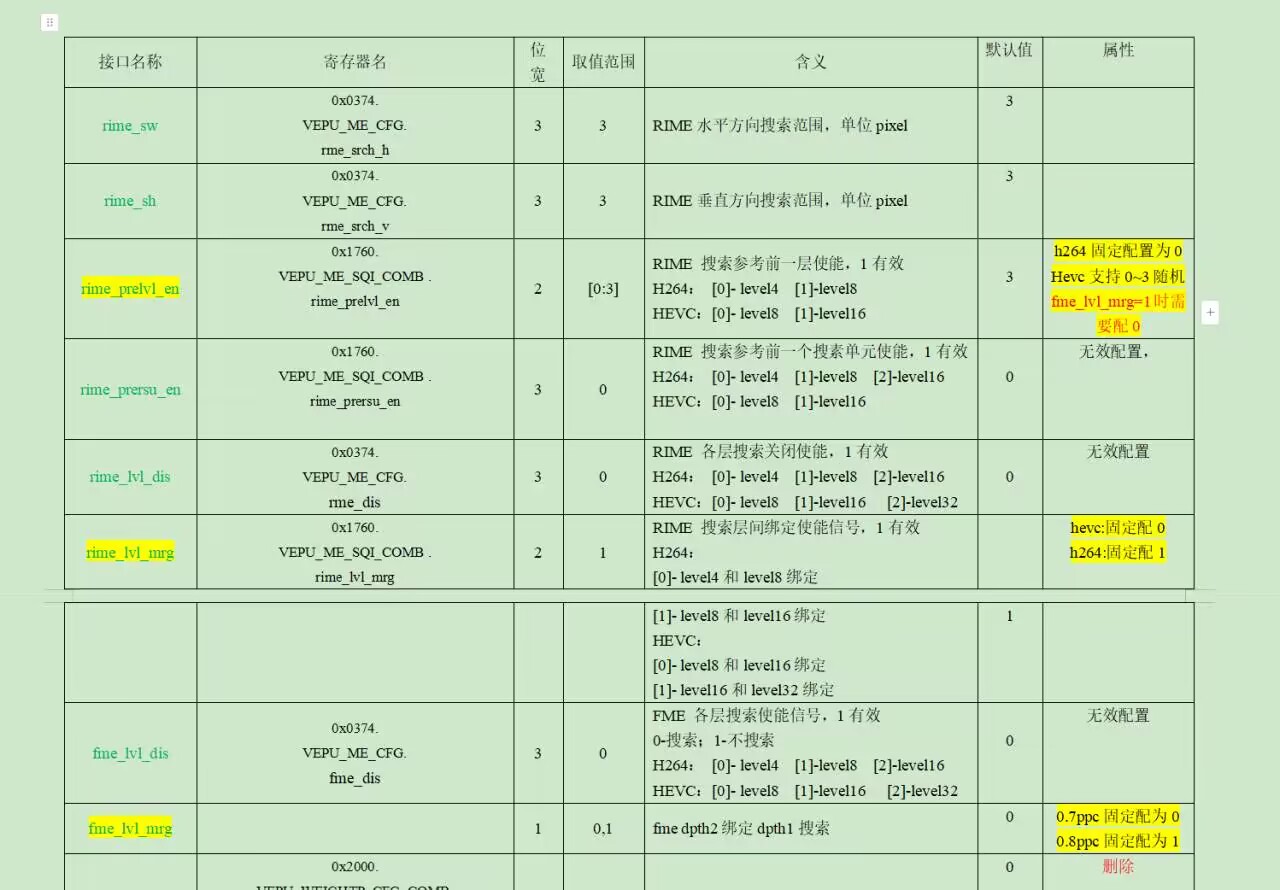 接口名称 寄存器名 位宽 取值范围 含义 默认值 属性
rime_sw
0x0374.
VEPU_ME_CFG.
rme_srch_h
3
3
RIME 水平方向搜索范围，单位 pixel
3
rime_sh
0x0374.
VEPU_ME_CFG.
rme_srch_v
3
3
RIME 垂直方向搜索范围，单位 pixel
3
rime_prelvl_en
0x1760.
VEPU_ME_SQI_COMB .
rime_prelvl_en
2
[0:3]
RIME 搜索参考前一层使能，1 有效
H264： [0]- level4 [1]-level8
HEVC：[0]- level8 [1]-level16
3
h264 固定配置为 0
Hevc 支持 0~3 随机
fme_lvl_mrg=1 时需
要配 0
rime_prersu_en
0x1760.
VEPU_ME_SQI_COMB .
rime_prersu_en
3
0
RIME 搜索参考前一个搜素单元使能，1 有效
H264： [0]- level4 [1]-level8 [2]-level16
HEVC：[0]- level8 [1]-level16
0
无效配置，
rime_lvl_dis
0x0374.
VEPU_ME_CFG.
rme_dis
3
0
RIME 各层搜索关闭使能，1 有效
H264： [0]- level4 [1]-level8 [2]-level16
HEVC：[0]- level8 [1]-level16 [2]-level32
0
无效配置
rime_lvl_mrg
0x1760.
VEPU_ME_SQI_COMB .
rime_lvl_mrg
2
1
RIME 搜索层间绑定使能信号，1 有效
H264：
[0]- level4 和 level8 绑定
hevc:固定配 0
h264:固定配 1
[1]- level8 和 level16 绑定
HEVC：
[0]- level8 和 level16 绑定
[1]- level16 和 level32 绑定
1
fme_lvl_dis
0x0374.
VEPU_ME_CFG.
fme_dis
3
0
FME 各层搜索使能信号，1 有效
0-搜索；1-不搜索
H264： [0]- level4 [1]-level8 [2]-level16
HEVC：[0]- level8 [1]-level16 [2]-level32
0
无效配置
fme_lvl_mrg
1
0,1
fme dpth2 绑定 dpth1 搜索
0
0.7ppc 固定配为 0
0.8ppc 固定配为 1
0x2000.
0
删除